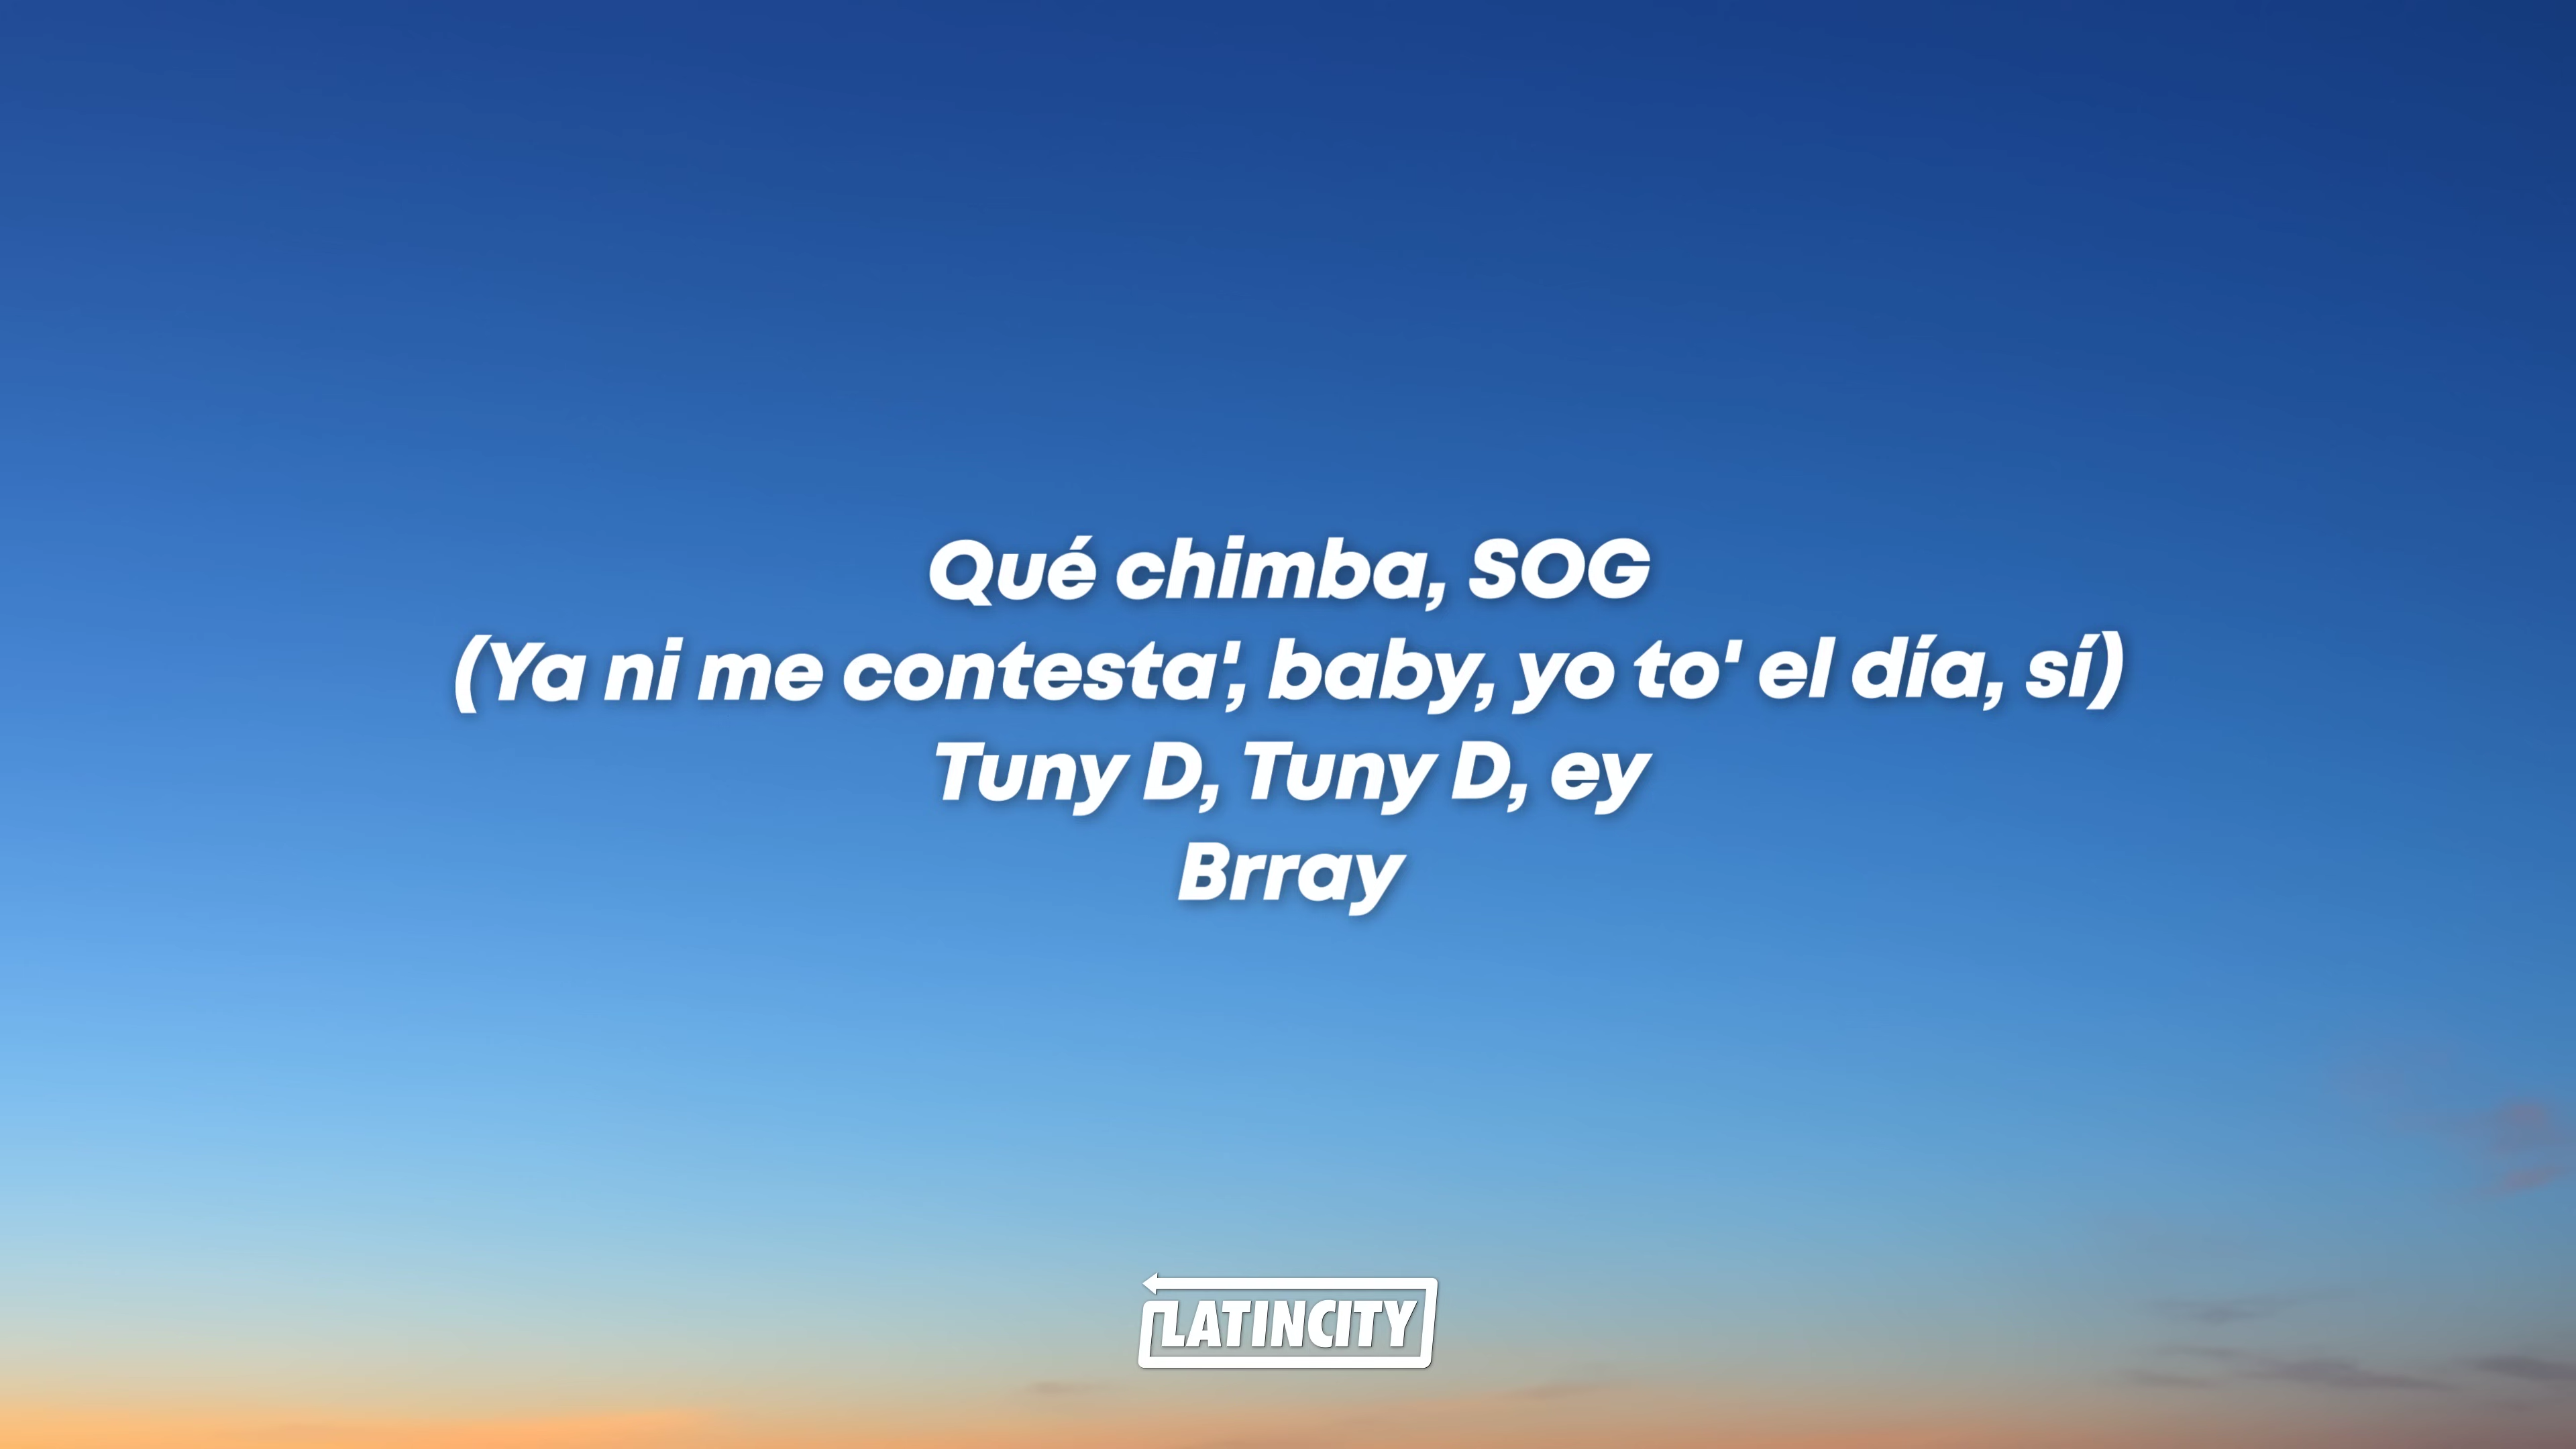 Qué chimba, SOG
(Ya ni me contesta', baby, yo to' el día, sí)
Tuny D, Tuny D, ey
Brray
LATINCITY